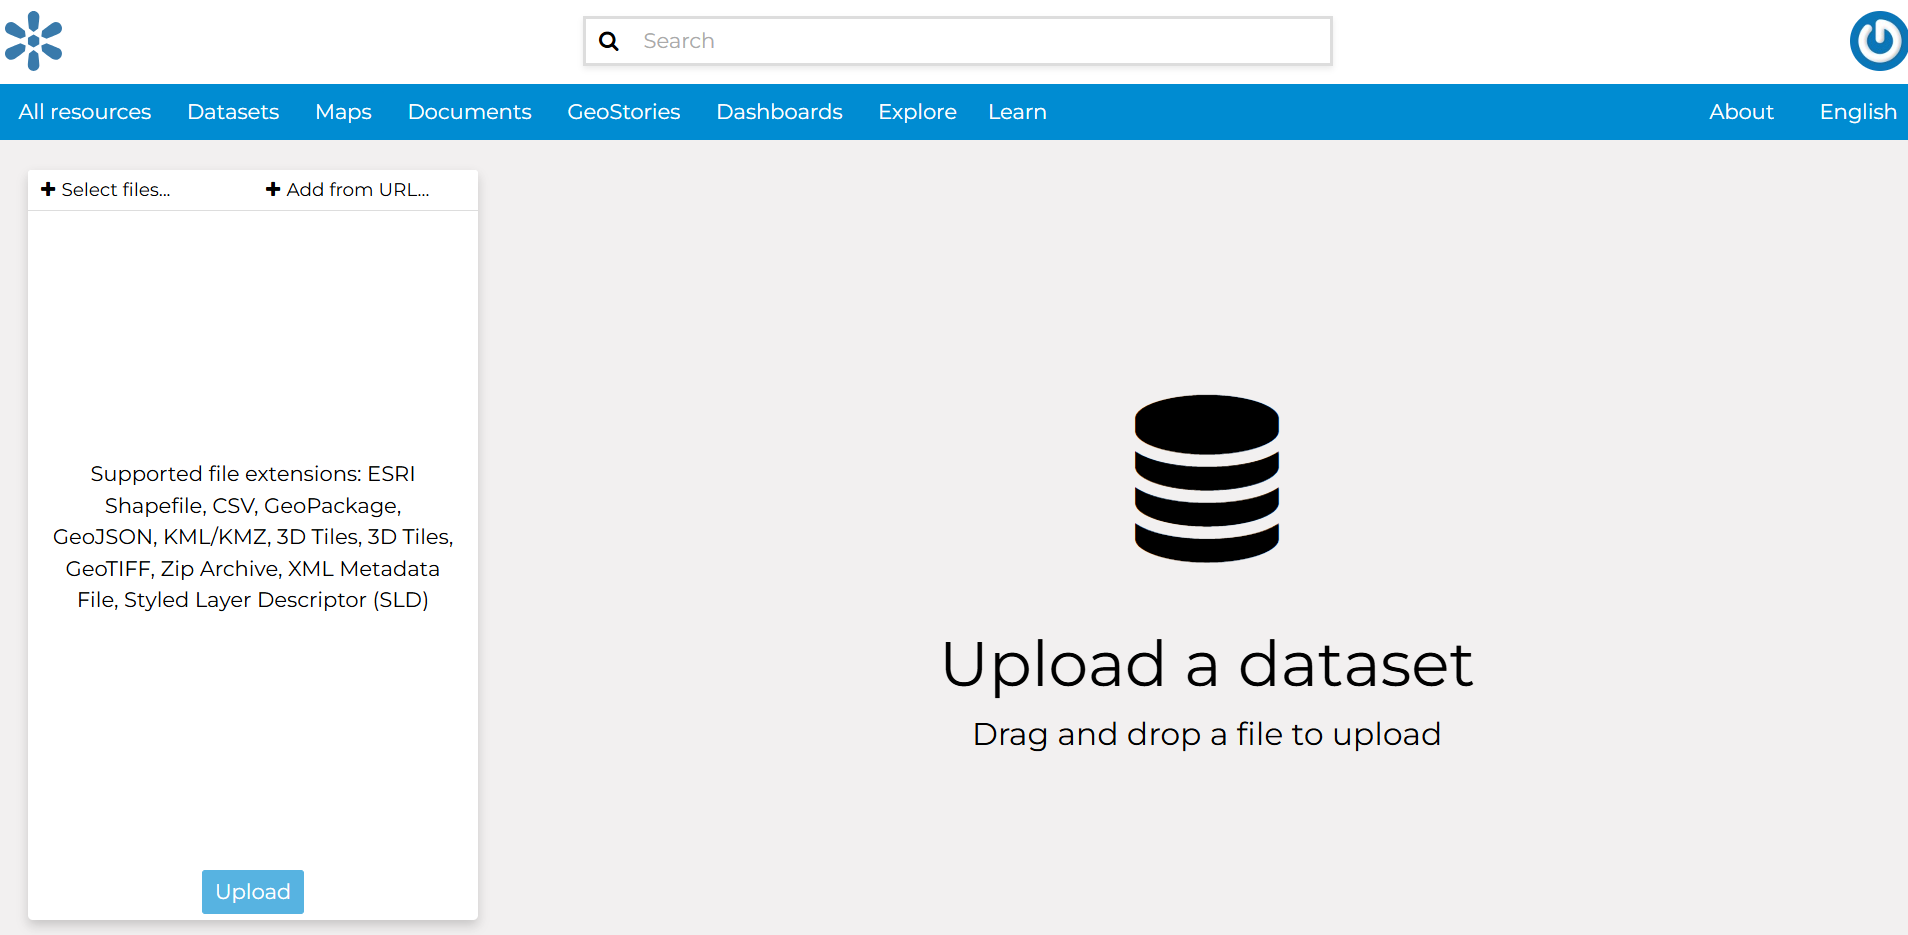 Search
All resources Datasets Maps Documents GeoStories Dashboards Explore Learn About English
Select files... Add from URL...
Supported file extensions: ESRI
Shapefile, CSV, GeoPackage,
GeoJSON, KML/KMZ, 3D Tiles, 3D Tiles,
GeoTIFF, Zip Archive, XML Metadata
File, Styled Layer Descriptor (SLD)
Upload
Upload a dataset
Drag and drop a file to upload